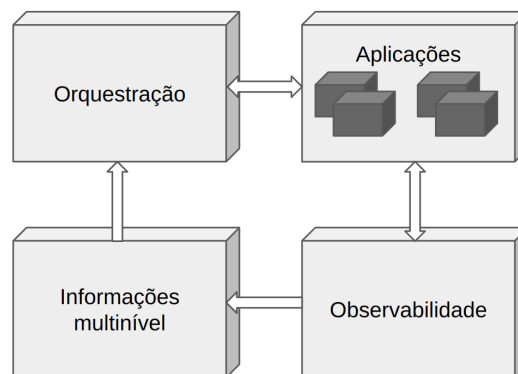 Orquestração
Aplicações
Informações
multinível
Observabilidade